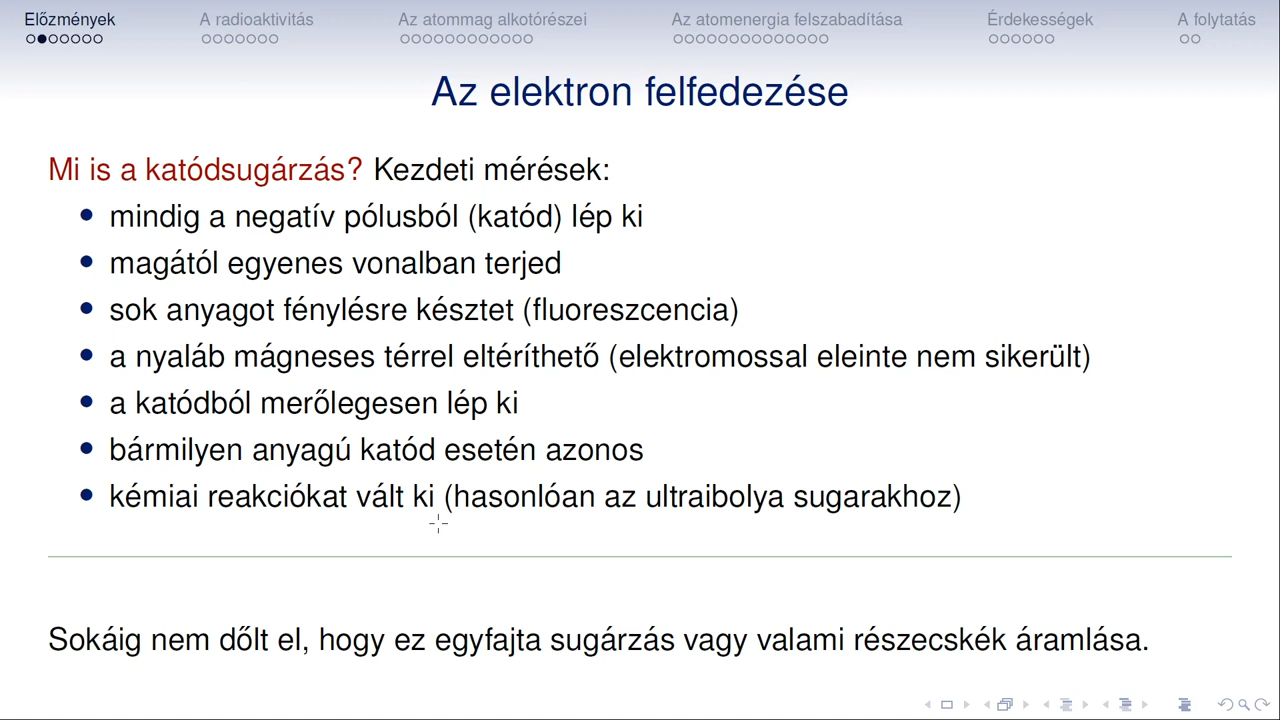 Előzmények A radioaktivitás Az atommag alkotórészei Az atomenergia felszabadítása Érdekességek A folytatás
Az elektron felfedezése
Mi is a katódsugárzás? Kezdeti mérések:
mindig a negatív pólusból (katód) lép ki
magától egyenes vonalban terjed
sok anyagot fénylésre késztet (fluoreszcencia)
a nyaláb mágneses térrel eltéríthető (elektromossal eleinte nem sikerült)
a katódból merőlegesen lép ki
bármilyen anyagú katód esetén azonos
kémiai reakciókat vált ki (hasonlóan az ultraibolya sugarakhoz)
Sokáig nem dőlt el, hogy ez egyfajta sugárzás vagy valami részecskék áramlása.